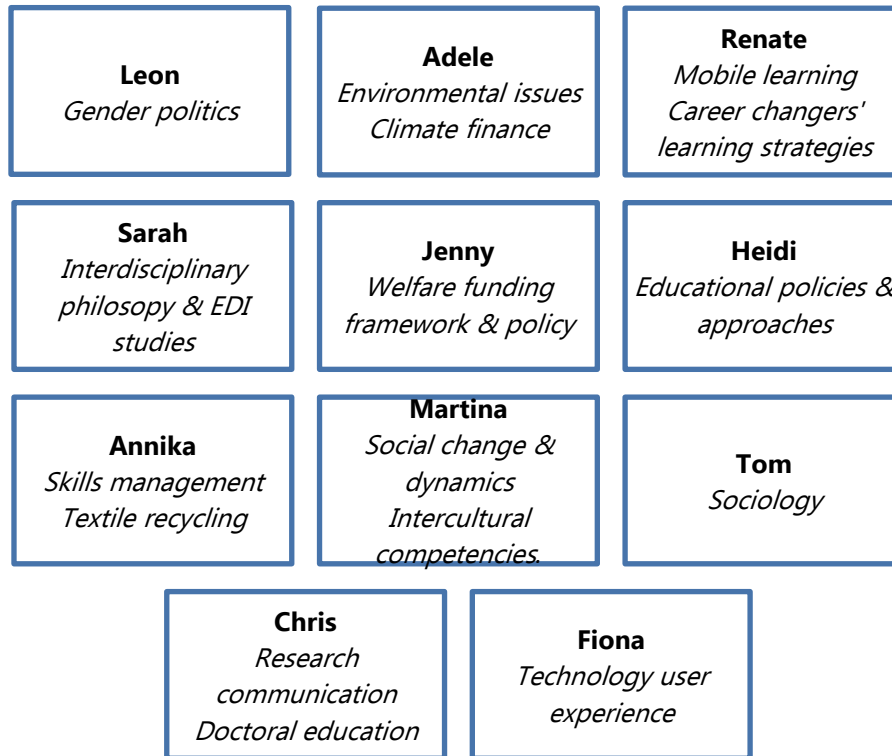 Leon
Gender politics
Adele
Environmental issues
Climate finance
Renate
Mobile learning
Career changers'
learning strategies
Sarah
Interdisciplinary
philosopy & EDI
studies
Jenny
Welfare funding
framework & policy
Heidi
Educational policies &
approaches
Annika
Skills management
Textile recycling
Martina
Social change &
dynamics
Intercultural
competencies.
Tom
Sociology
Chris
Research
communication
Doctoral education
Fiona
Technology user
experience